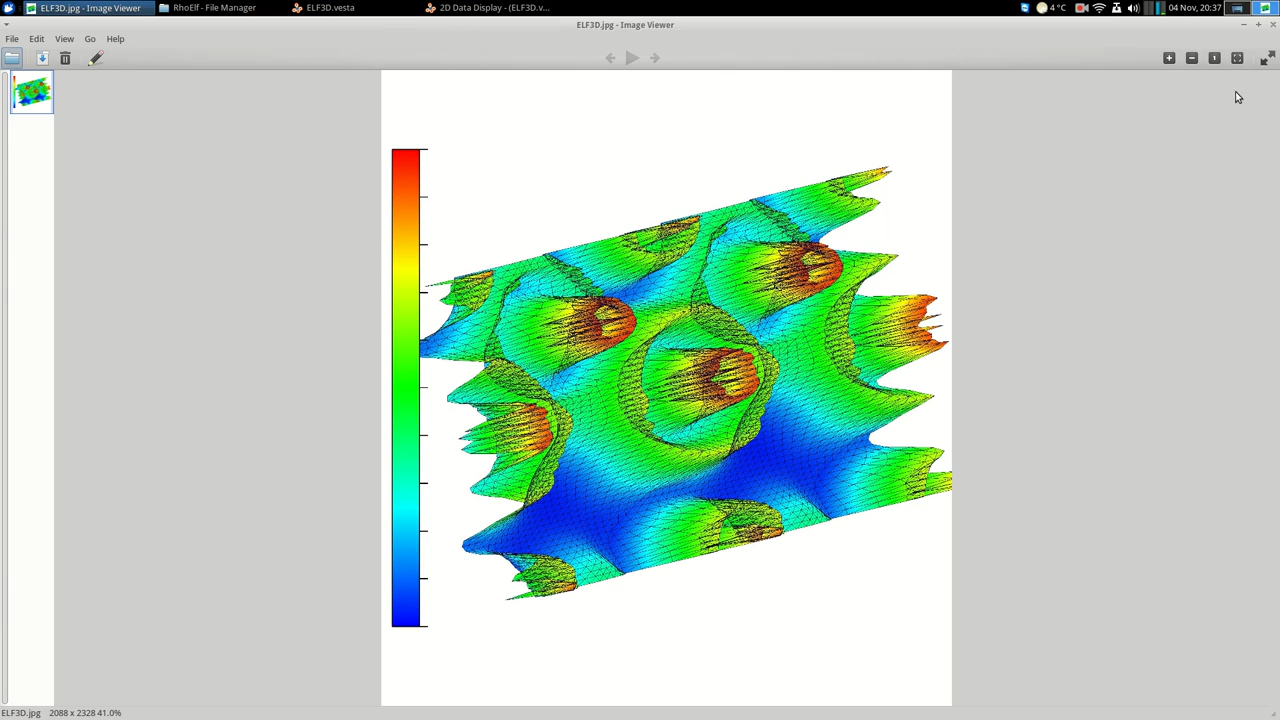 ELF3D.jpg - Image Viewer
RhoElf - File Manager
ELF3D.vesta
2D Data Display - (ELF3D.v...
4 °C
04 Nov, 20:37
ELF3D.jpg - Image Viewer
File Edit View Go Help
1
ELF3D.jpg 2088 x 2328 41.0%